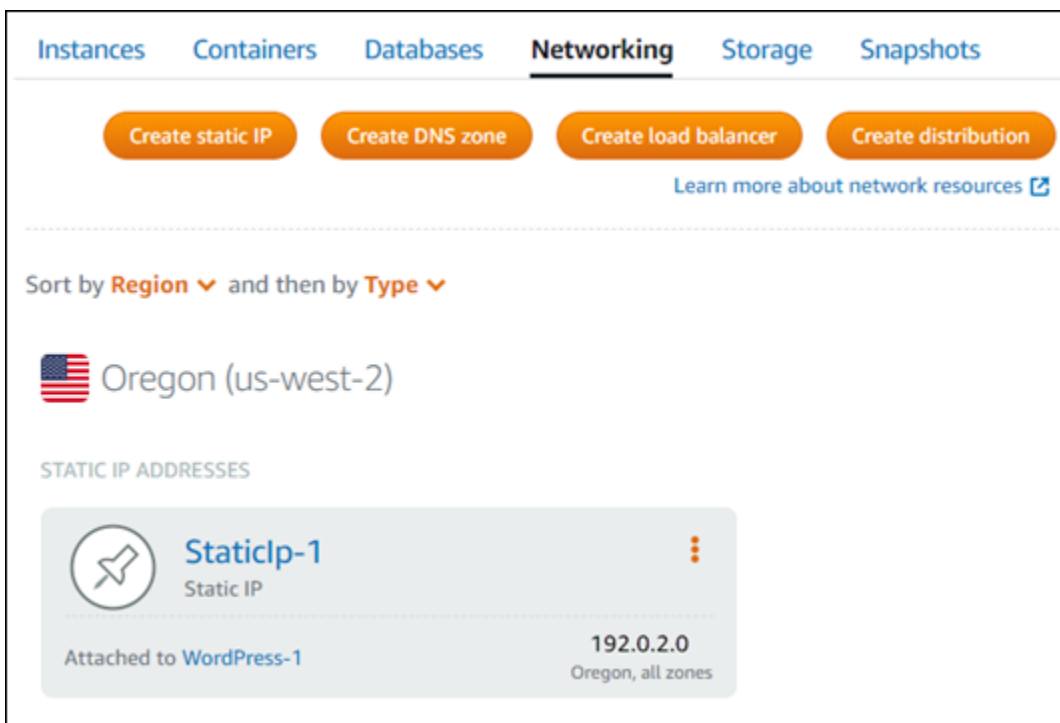 Instances Containers Databases Networking Storage Snapshots
Create static IP Create DNS zone Create load balancer Create distribution
Learn more about network resources
Sort by Region and then by Type
Oregon (us-west-2)
STATIC IP ADDRESSES
StaticIp-1
Static IP
Attached to WordPress-1
192.0.2.0
Oregon, all zones